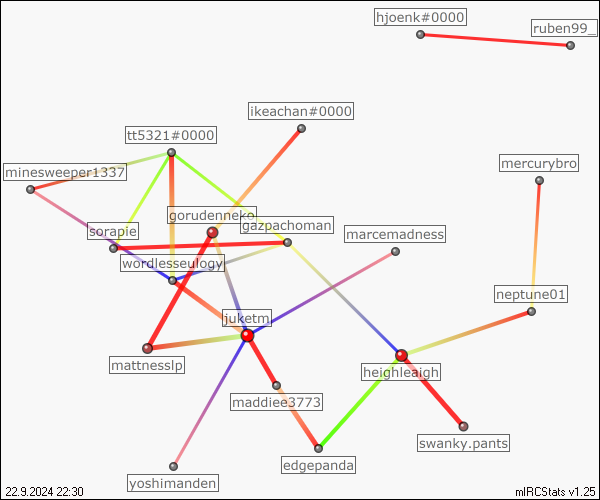 hjoenk#0000
ruben99_
ikeachan#0000
tt5321#0000
mercurybro
minesweeper1337
gorudenneko
gazpachoman
sorapie
marcemadness
wordlesseulogy
neptune01
juketm
mattnesslp
heighleaigh
maddiee3773
swanky.pants
edgepanda
yoshimanden
22.9.2024 22:30
mIRCStats v1.25